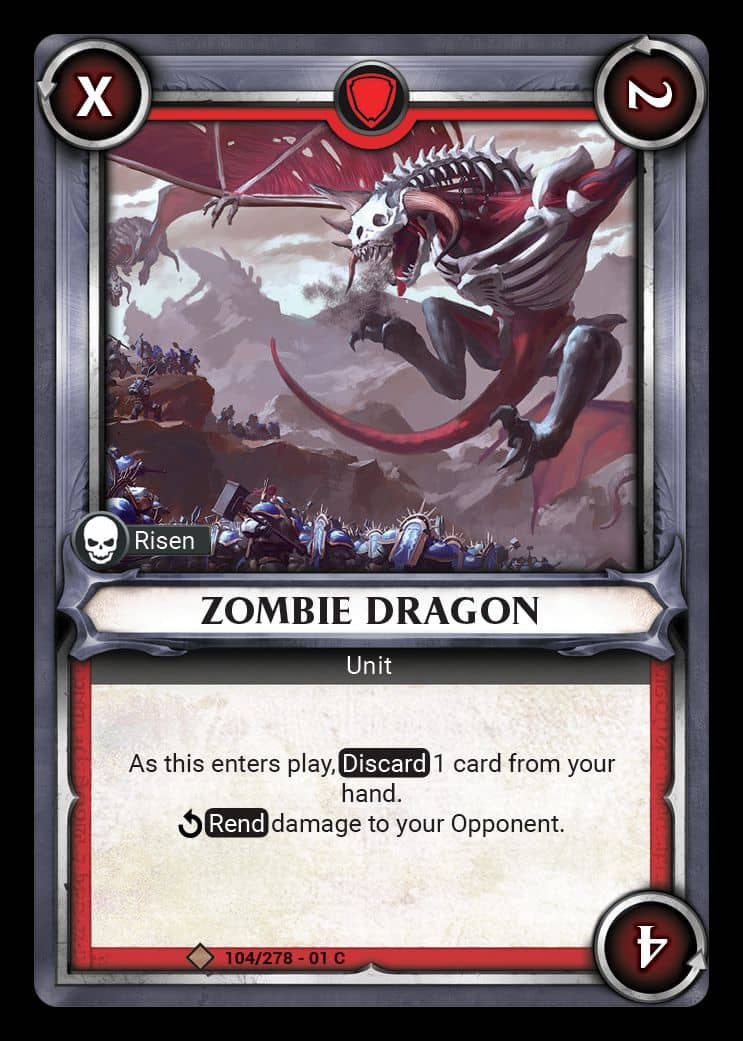 X
2
Risen
ZOMBIE DRAGON
Unit
As this enters play, Discard 1 card from your
hand.
Rend damage to your Opponent.
104/278 - 01 C
4